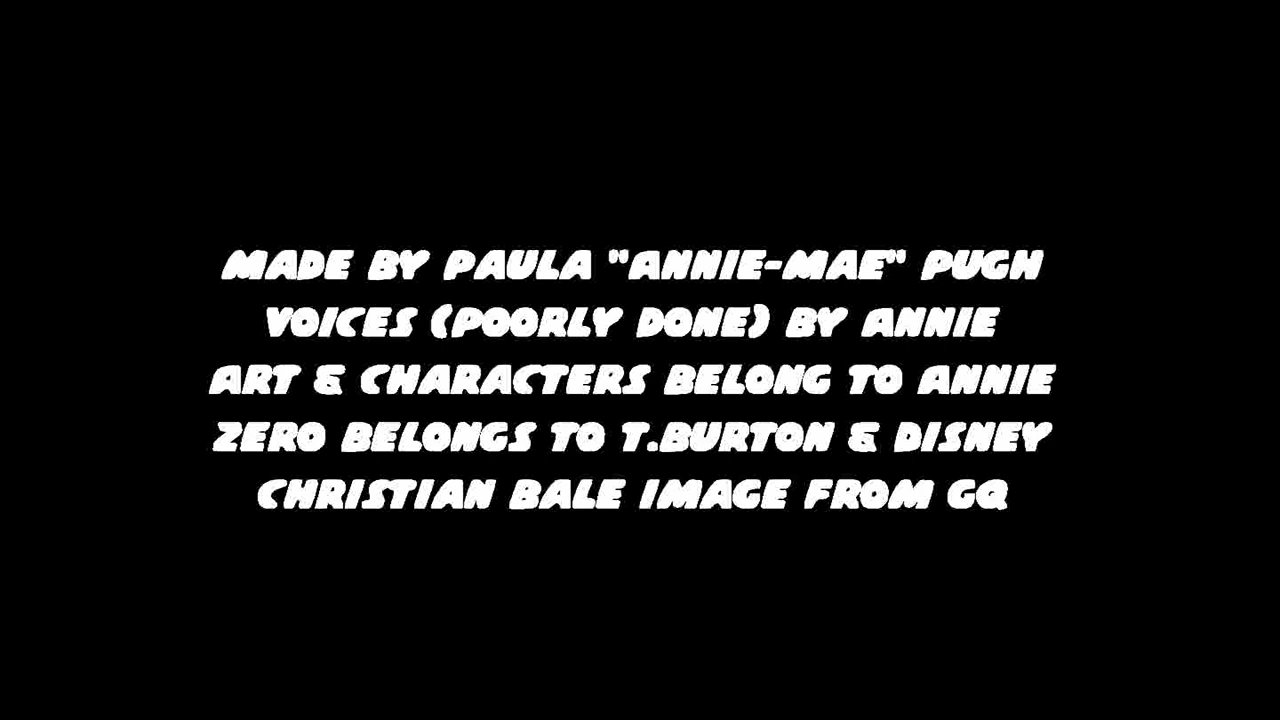 MADE BY PAULA "ANNIE-MAE" PUGH
VOICES (POORLY DONE) BY ANNIE
ART & CHARACTERS BELONG TO ANNIE
ZERO BELONGS TO T.BURTON & DISNEY
CHRISTIAN BALE IMAGE FROM GQ